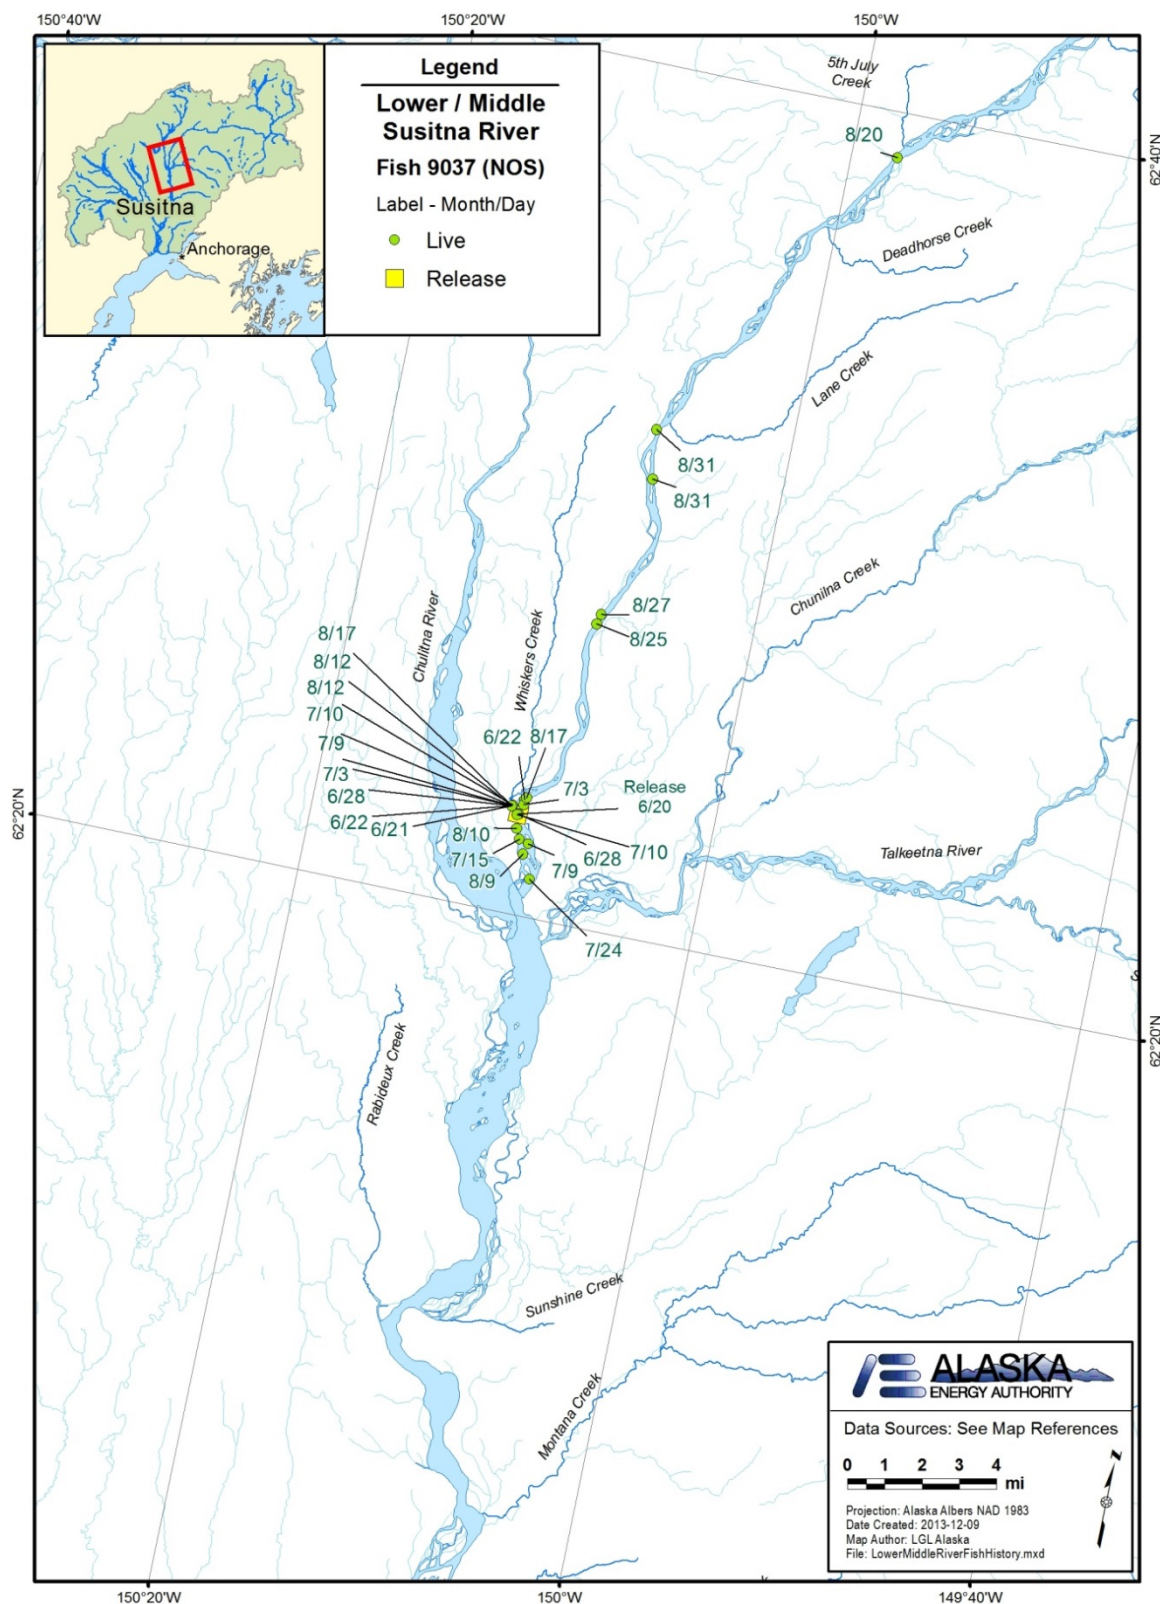 150°40'W
150°20'W
150°W
Legend
Lower / Middle
Susitna River
Fish 9037 (NOS)
Label - Month/Day
Live
Release
Susitna
Anchorage
5th July
Creek
8/20
62°40'N
Deadhorse Creek
Lane Creek
8/31
8/31
Chunilna Creek
8/27
8/25
Chulitna River
Whiskers Creek
8/17
8/12
8/12
7/10
7/9
7/3
6/28
6/22
6/21
6/22
8/17
7/3
Release
6/20
8/10
7/15
8/9
7/9
6/28
7/10
7/24
62°20'N
Talkeetna River
S
62°20'N
Rabideux Creek
Sunshine Creek
Montana Creek
ALASKA
ENERGY AUTHORITY
Data Sources: See Map References
0 1 2 3 4
mi
N
Projection: Alaska Albers NAD 1983
Date Created: 2013-12-09
Map Author: LGL Alaska
File: LowerMiddleRiverFishHistory.mxd
150°20'W
150°W
149°40'W